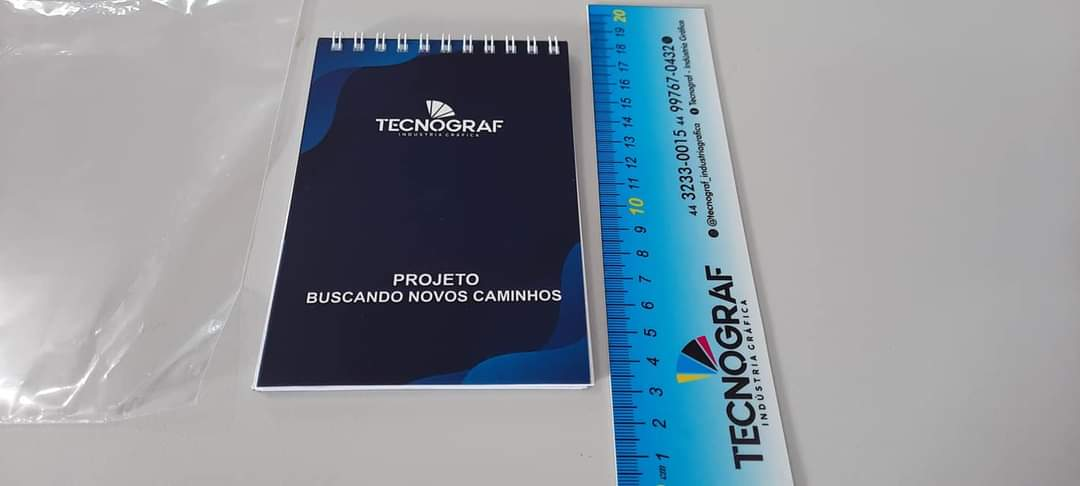 TECNOGRAF
INDÚSTRIA GRÁFICA
PROJETO
BUSCANDO NOVOS CAMINHOS
cm 1 2 3 4 5 6 7 8 9 10 11 12 13 14 15 16 17 18 19 20
TECNOGRAF
INDÚSTRIA GRÁFICA
44 3233-0015 44 99767-0432
@tecnograf_industriagrafica Tecnograf - Indústria Gráfica